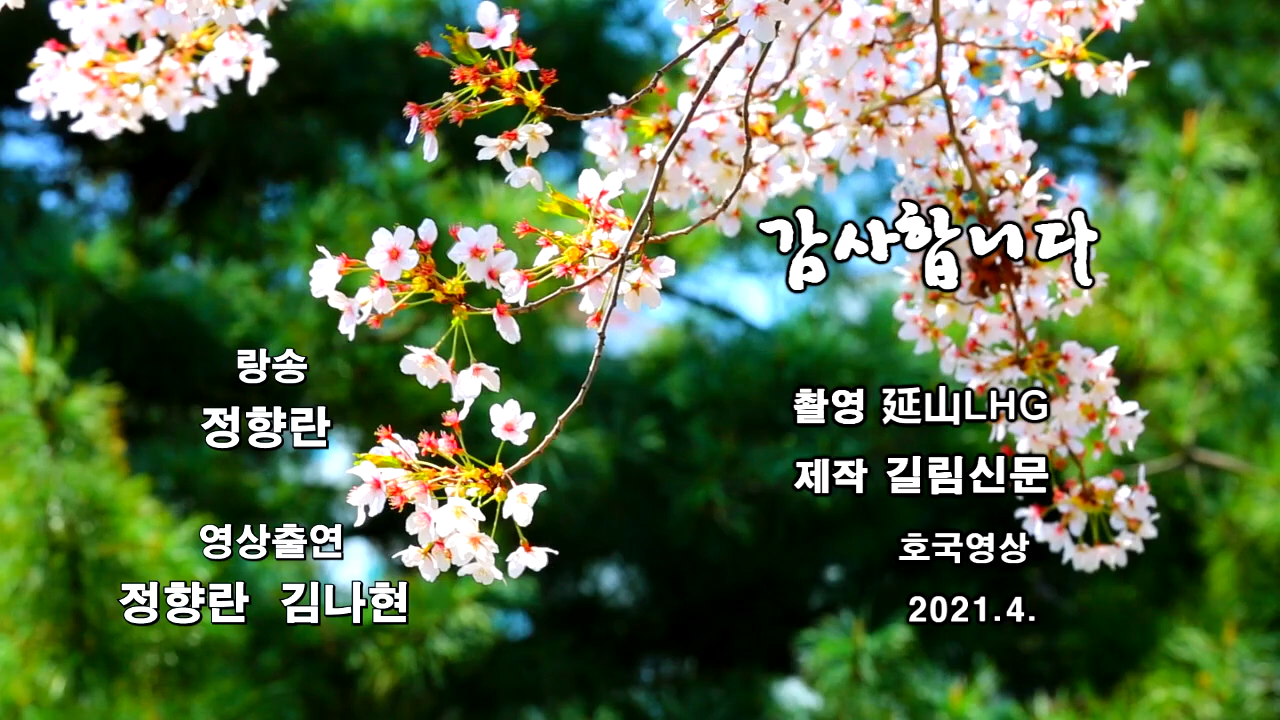 감사합니다
랑송
정향란
영상출연
정향란 김나현
촬영 延山LHG
제작 길림신문
호국영상
2021.4.